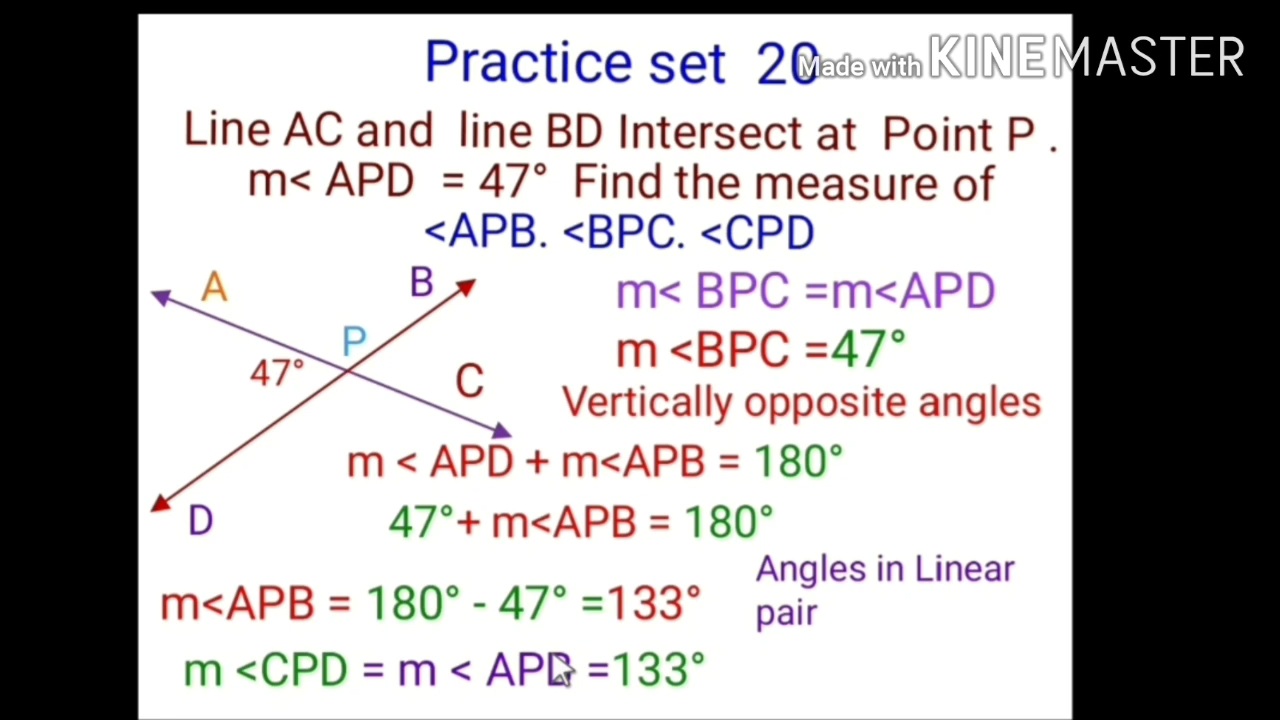 Practice set 20
Made with KINEMASTER
Line AC and line BD Intersect at Point P .
m< APD = 47° Find the measure of
<APB. <BPC. <CPD
A
B
P
47°
C
D
m< BPC =m<APD
m <BPC =47°
Vertically opposite angles
m < APD + m<APB = 180°
47°+ m<APB = 180°
Angles in Linear
pair
m<APB = 180° - 47° =133°
m <CPD = m < =133°